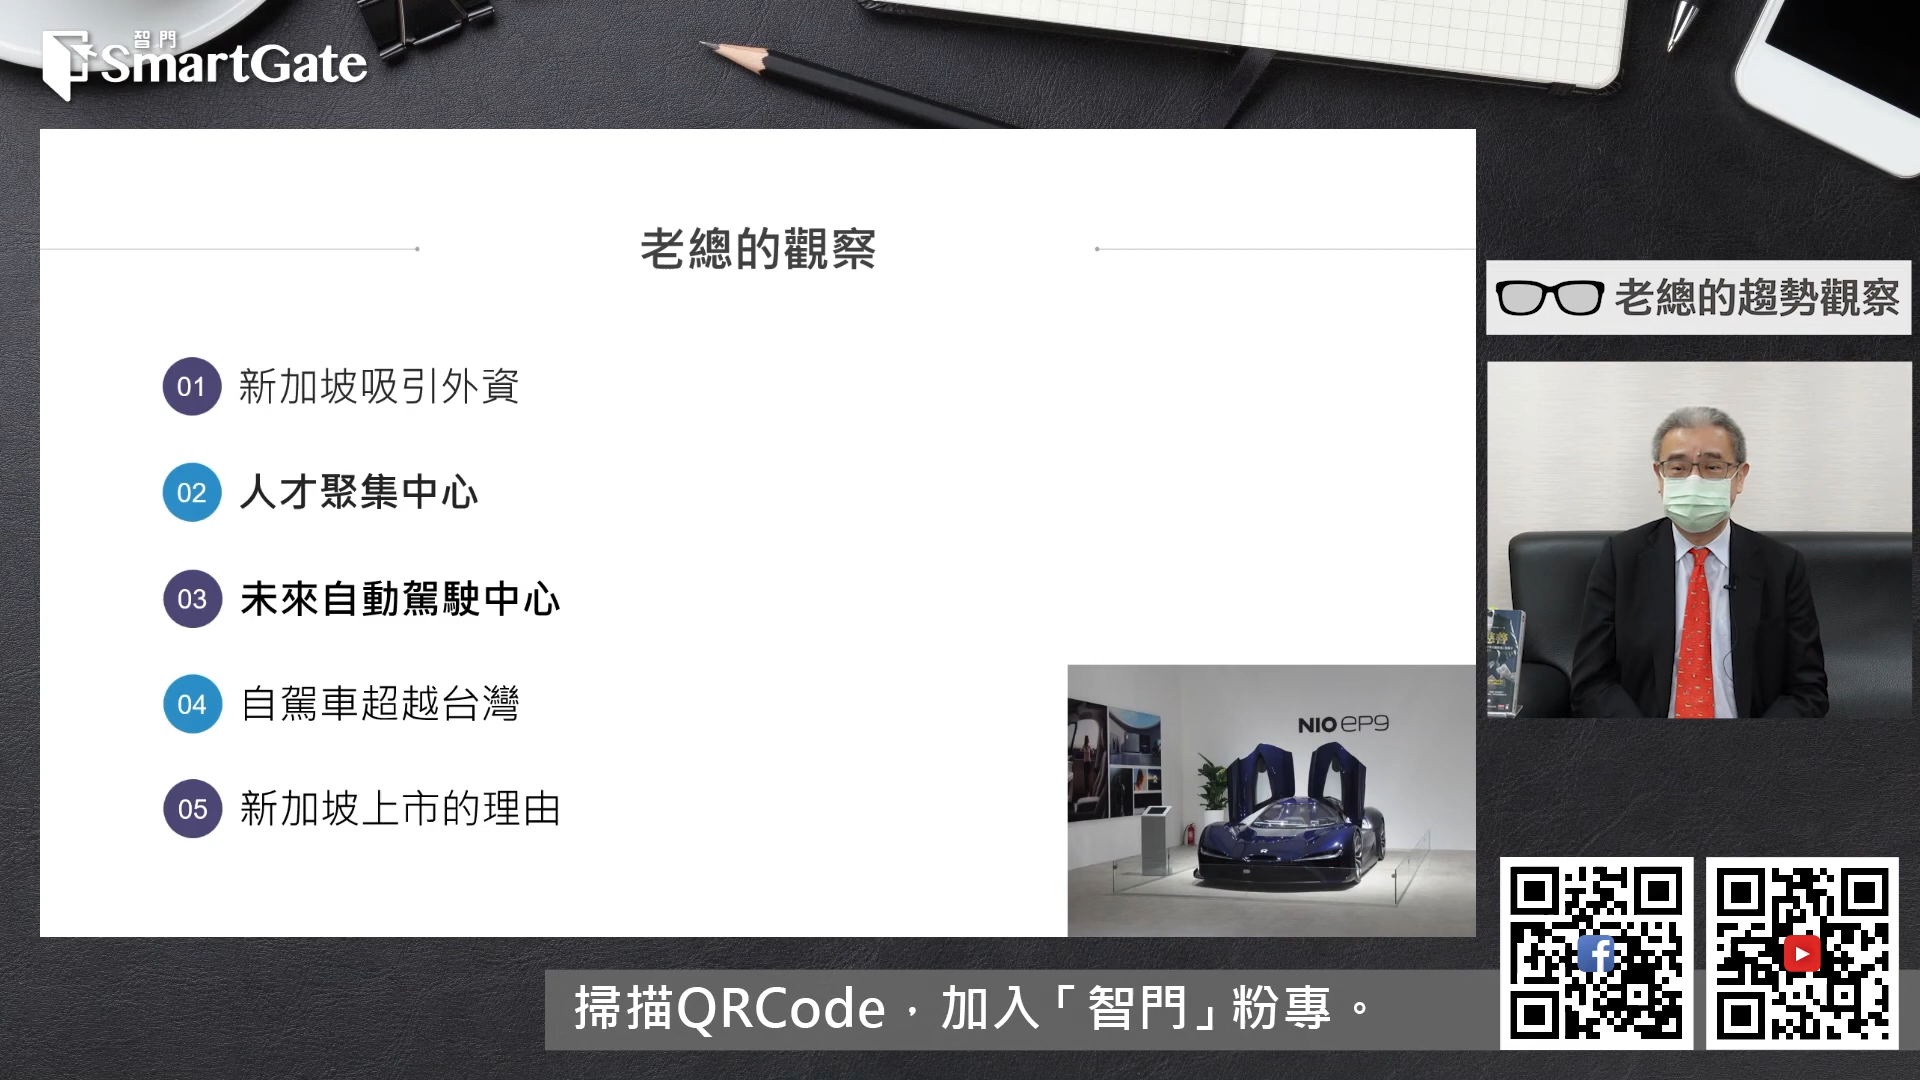 智門
SmartGate
老總的觀察
01 新加坡吸引外資
02 人才聚集中心
03 未來自動駕駛中心
04 自駕車超越台灣
05 新加坡上市的理由
NIO eP9
老總的趨勢觀察
慈善
掃描QRCode，加入「智門」粉專。